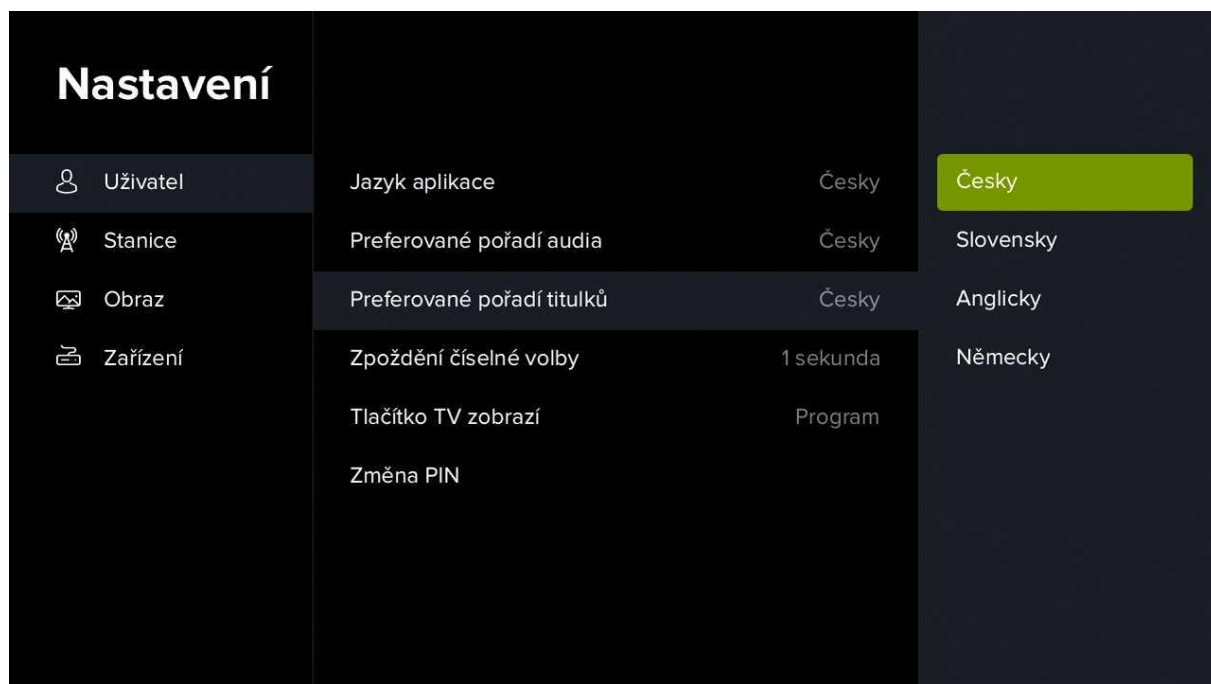 Nastavení
Uživatel
Stanice
Obraz
Zařízení
Jazyk aplikace Česky
Preferované pořadí audia Česky
Preferované pořadí titulků Česky
Zpoždění číselné volby 1 sekunda
Tlačítko TV zobrazí Program
Změna PIN
Česky
Slovensky
Anglicky
Německy